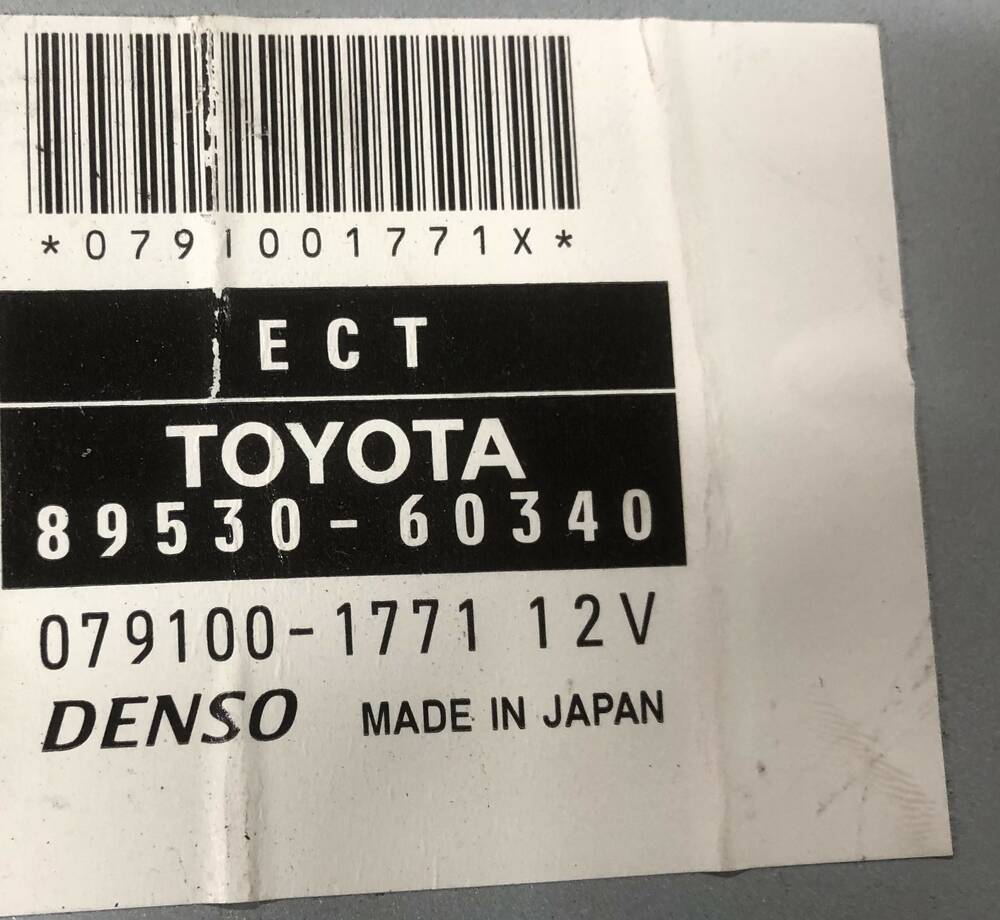 *0791001771X*
ECT
TOYOTA
89530-60340
079100-1771 12V
DENSO MADE IN JAPAN